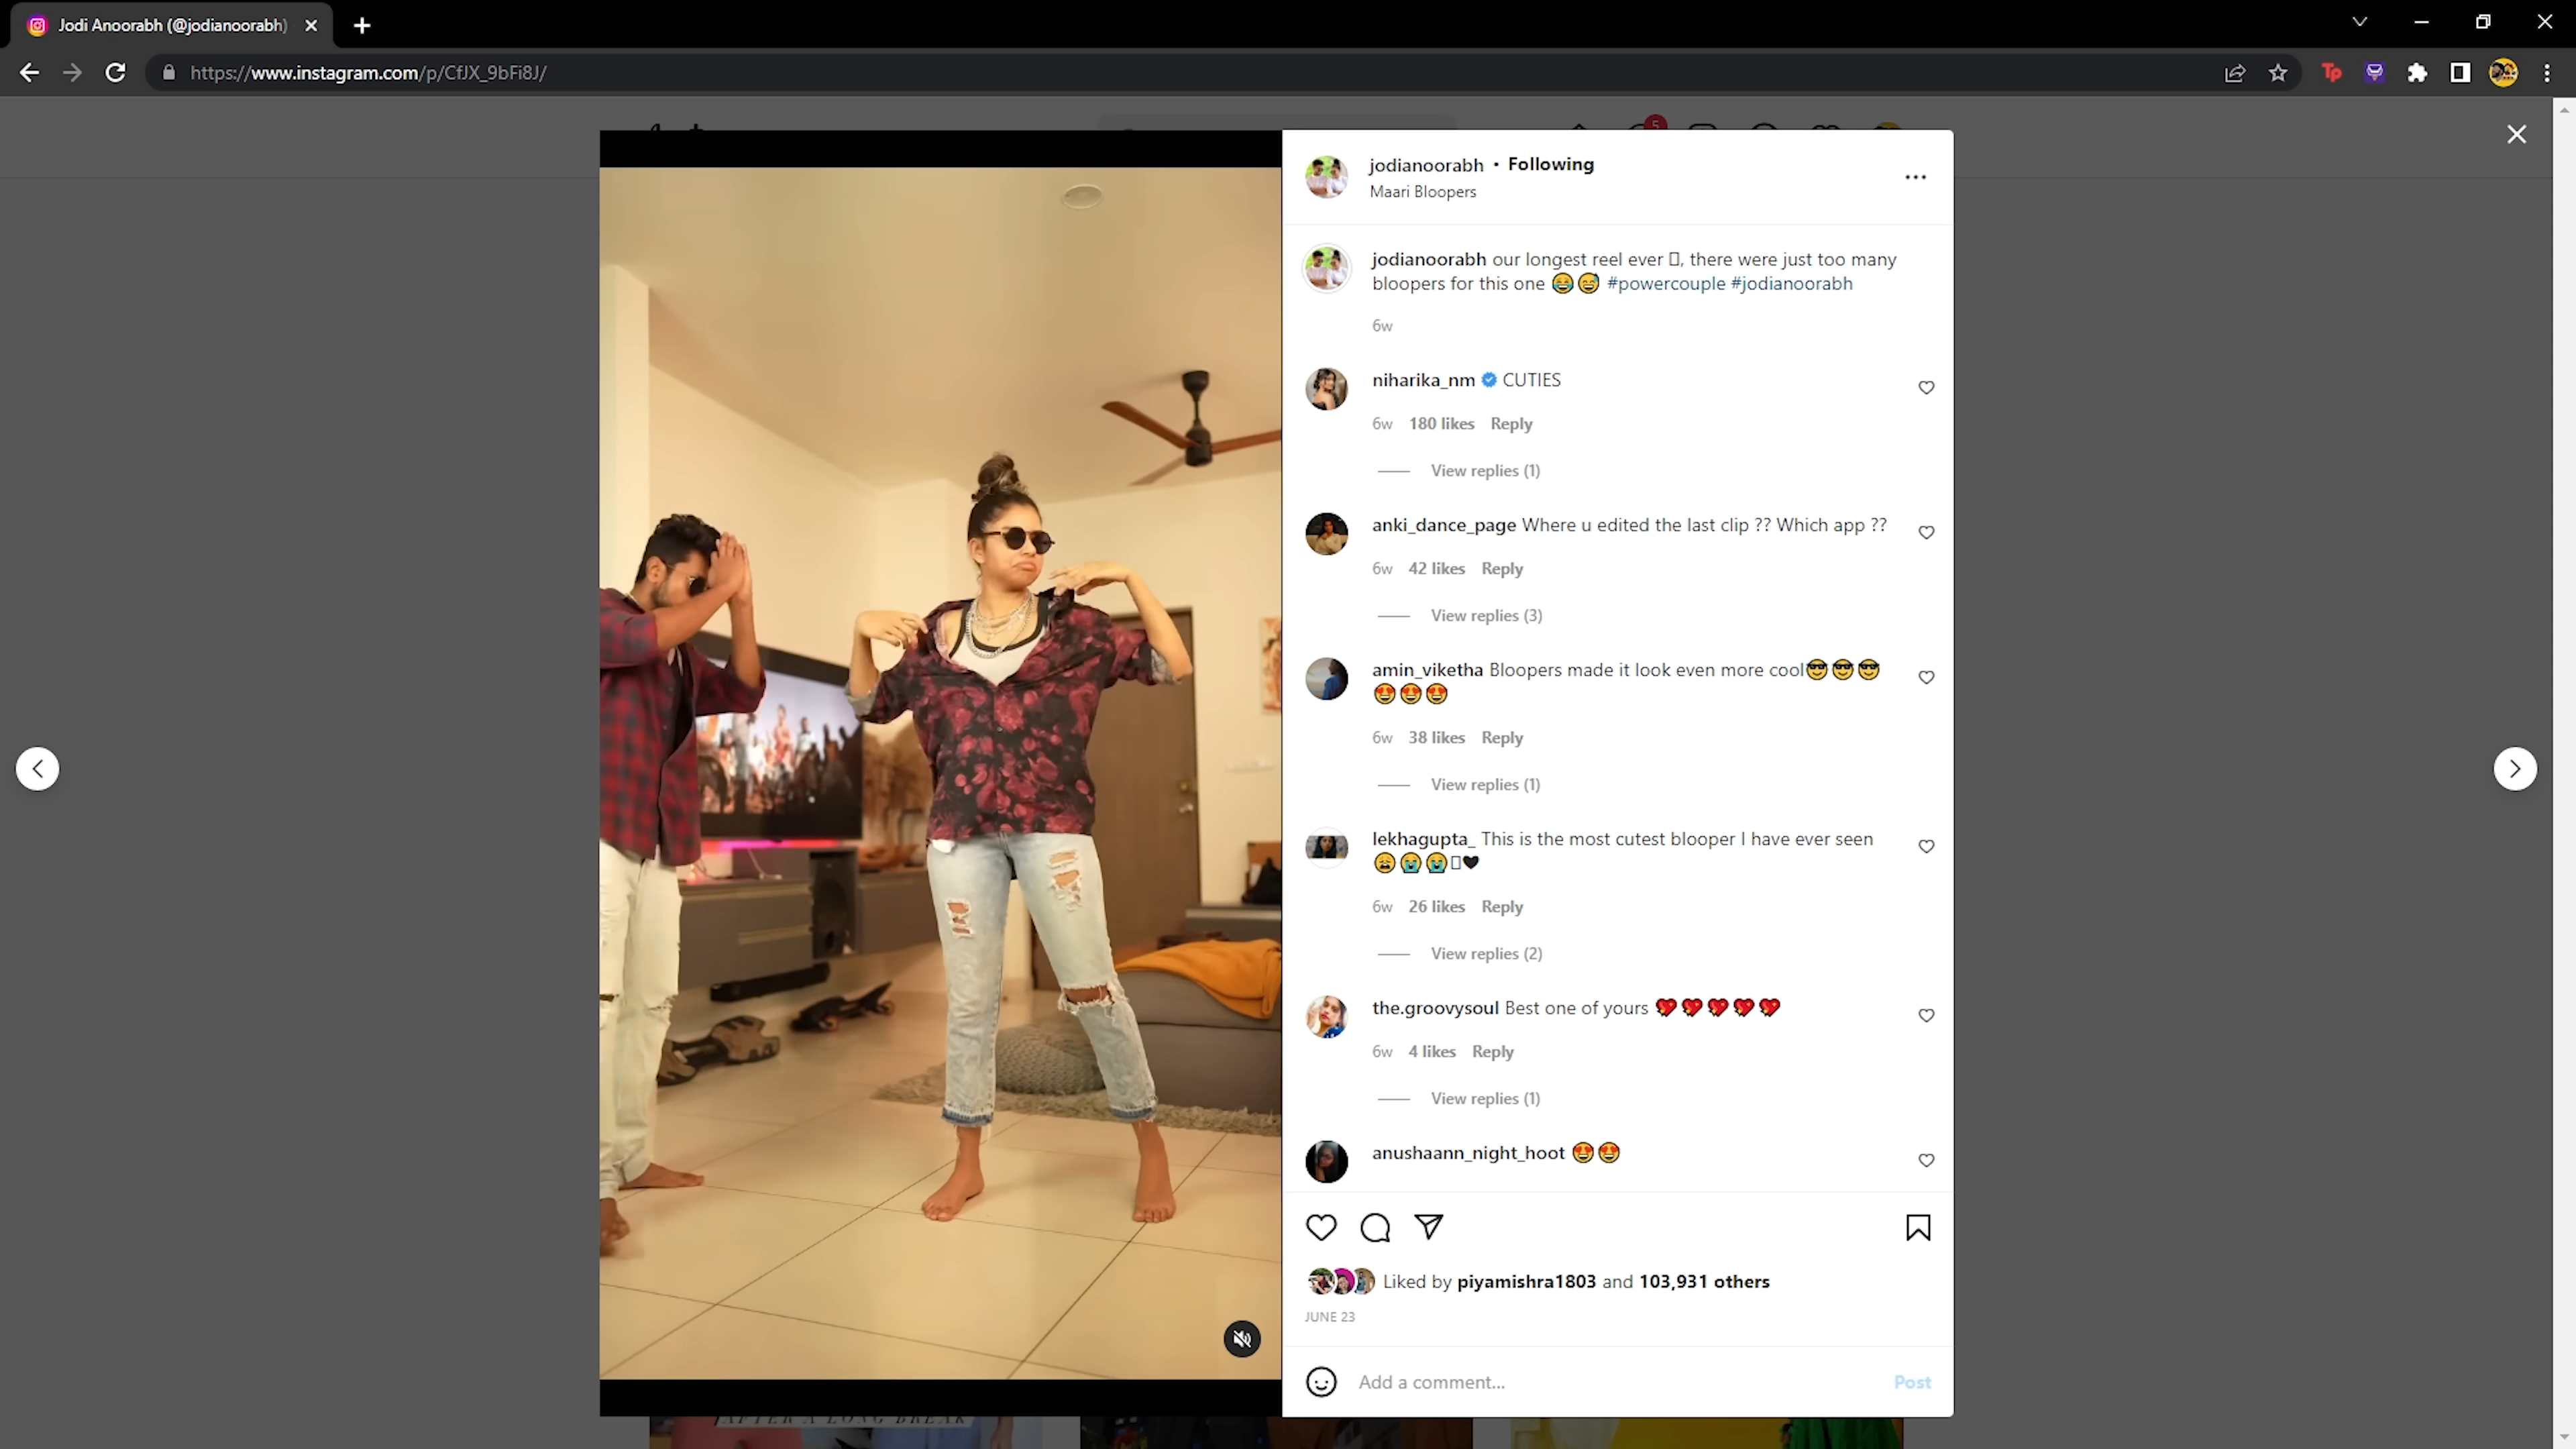 Jodi Anoorabh (@jodianoorabh)
https://www.instagram.com/p/CfJX_9bFi8J/
5
jodianoorabh • Following
Maari Bloopers
jodianoorabh our longest reel ever , there were just too many
bloopers for this one 😂😅 #powercouple #jodianoorabh
6w
niharika_nm CUTIES
6w 180 likes Reply
View replies (1)
anki_dance_page Where u edited the last clip ?? Which app ??
6w 42 likes Reply
View replies (3)
amin_viketha Bloopers made it look even more cool😎😎😎
😍😍😍
6w 38 likes Reply
View replies (1)
lekhagupta_ This is the most cutest blooper I have ever seen
😩😭😭🖤
6w 26 likes Reply
View replies (2)
the.groovysoul Best one of yours 💖💖💖💖💖
6w 4 likes Reply
View replies (1)
anushaann_night_hoot 😍😍
Liked by piyamishra1803 and 103,931 others
JUNE 23
Add a comment... Post
AFTER A LONG BREAK